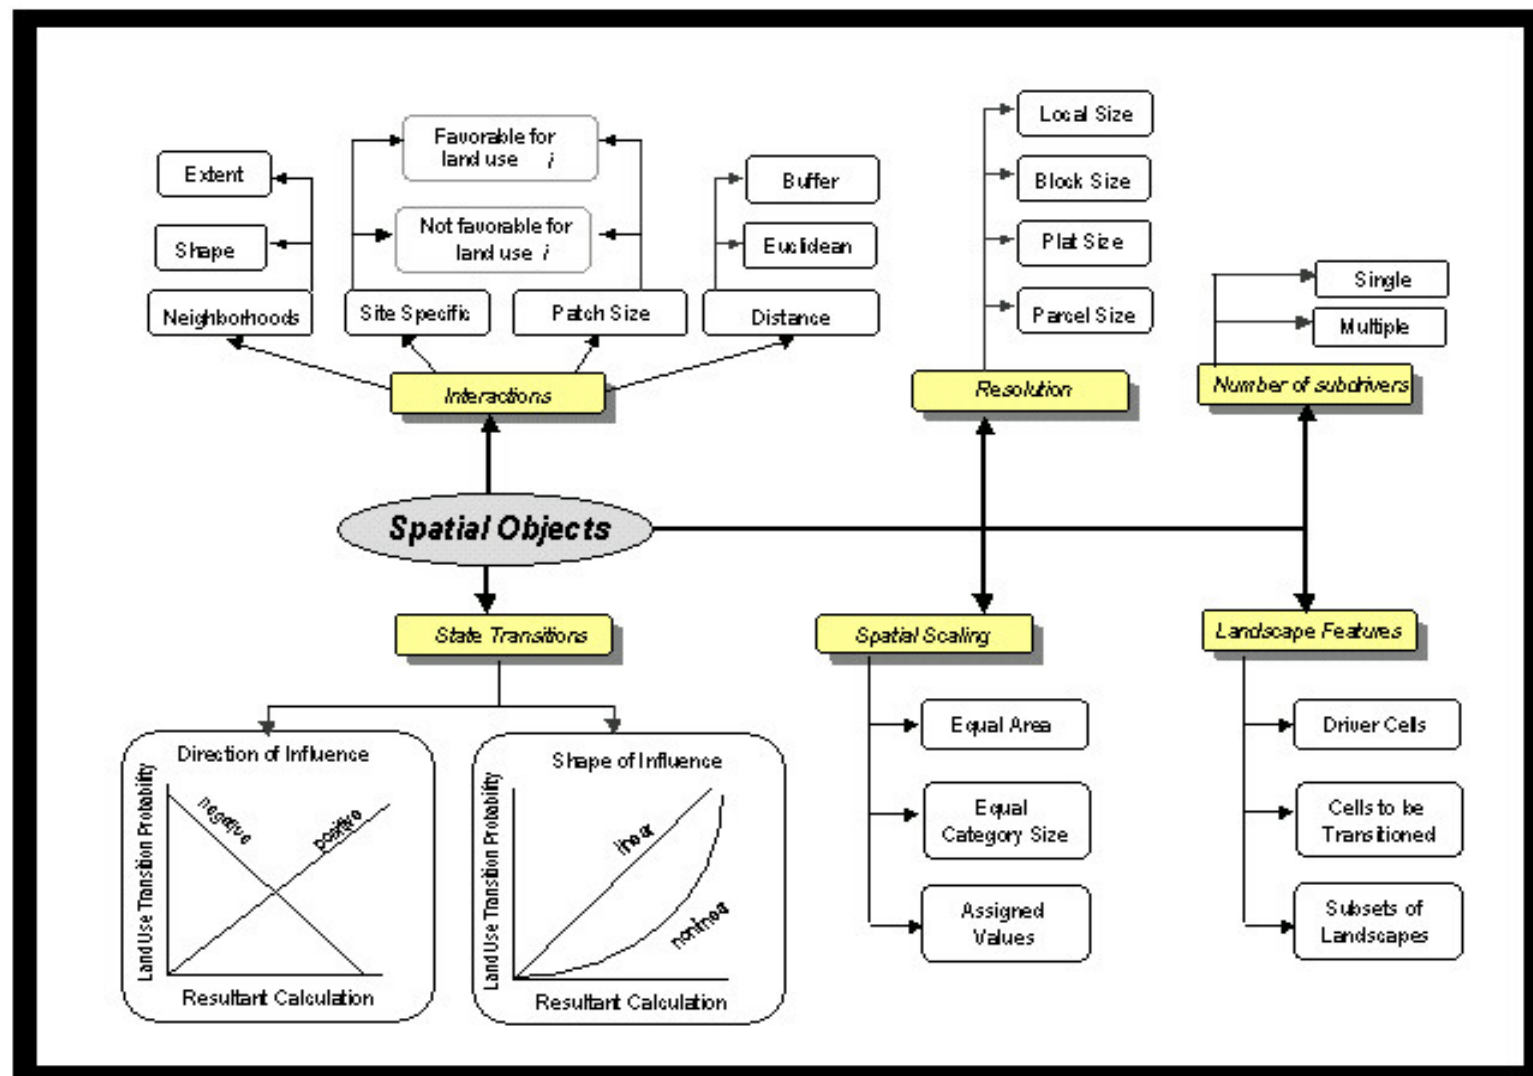 Extent
Shape
Neighborhoods
Favorable for
land use i
Not favorable for
land use i
Site Specific
Patch Size
Buffer
Euclidean
Distance
Interactions
Local Size
Block Size
Plat Size
Parcel Size
Resolution
Single
Multiple
Number of subdrivers
Spatial Objects
State Transitions
Spatial Scaling
Landscape Features
Direction of Influence
Land Use Transition Probability
negative
positive
Resultant Calculation
Shape of Influence
Land Use Transition Probability
linear
Resultant Calculation
Equal Area
Equal
Category Size
Assigned
Values
Driver Cells
Cells to be
Transitioned
Subsets of
Landscapes